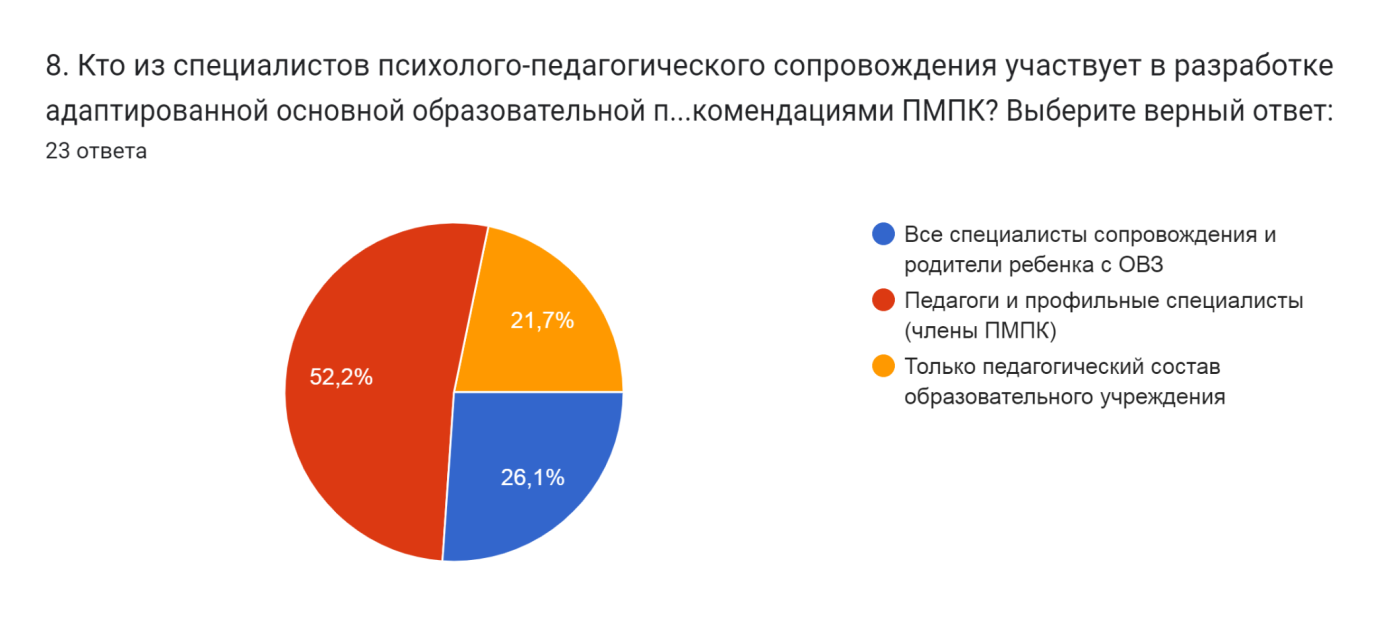 8. Кто из специалистов психолого-педагогического сопровождения участвует в разработке
адаптированной основной образовательной п...комендациями ПМПК? Выберите верный ответ:
23 ответа
Все специалисты сопровождения и
родители ребенка с ОВЗ
Педагоги и профильные специалисты
(члены ПМПК)
Только педагогический состав
образовательного учреждения
21,7%
52,2%
26,1%